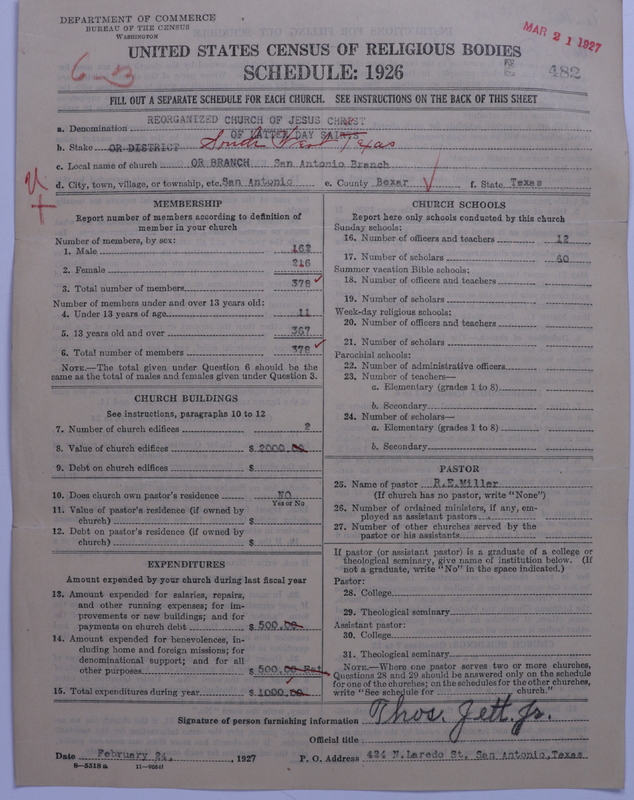 DEPARTMENT OF COMMERCE
BUREAU OF THE CENSUS
WASHINGTON
MAR 21 1927
UNITED STATES CENSUS OF RELIGIOUS BODIES
SCHEDULE: 1926
482
FILL OUT A SEPARATE SCHEDULE FOR EACH CHURCH. SEE INSTRUCTIONS ON THE BACK OF THIS SHEET
REORGANIZED CHURCH OF JESUS CHRIST
a. Denomination OF LATTER DAY SAINTS
b. Stake OR DISTRICT South West Texas
c. Local name of church OR BRANCH San Antonio Branch
d. City, town, village, or township, etc. San Antonio e. County Bexar f. State Texas
MEMBERSHIP
Report number of members according to definition of
member in your church
Number of members, by sex:
1. Male 162
2. Female 216
3. Total number of members 378
Number of members under and over 13 years old:
4. Under 13 years of age 11
5. 13 years old and over 367
6. Total number of members 378
NOTE.—The total given under Question 6 should be
same as the total of males and females given under Question 3.
CHURCH BUILDINGS
See instructions, paragraphs 10 to 12
7. Number of church edifices 2
8. Value of church edifices $ 2000.00
9. Debt on church edifices $
10. Does church own pastor's residence NO
Yes or No
11. Value of pastor's residence (if owned by
church) $
12. Debt on pastor's residence (if owned by
church) $
EXPENDITURES
Amount expended by your church during last fiscal year
13. Amount expended for salaries, repairs,
and other running expenses; for im-
provements or new buildings; and for
payments on church debt $ 500.00
14. Amount expended for benevolences, in-
cluding home and foreign missions; for
denominational support; and for all
other purposes $ 500.00 Est
15. Total expenditures during year $ 1000.00
CHURCH SCHOOLS
Report here only schools conducted by this church
Sunday schools:
16. Number of officers and teachers 12
17. Number of scholars 60
Summer vacation Bible schools:
18. Number of officers and teachers
19. Number of scholars
Week-day religious schools:
20. Number of officers and teachers
21. Number of scholars
Parochial schools:
22. Number of administrative officers
23. Number of teachers—
a. Elementary (grades 1 to 8)
b. Secondary
24. Number of scholars—
a. Elementary (grades 1 to 8)
b. Secondary
PASTOR
25. Name of pastor R.E.Miller
(If church has no pastor, write "None")
26. Number of ordained ministers, if any, em-
ployed as assistant pastors
27. Number of other churches served by the
pastor or his assistants
If pastor (or assistant pastor) is a graduate of a college or
theological seminary, give name of institution below. (If
not a graduate, write "No" in the space indicated.)
Pastor:
28. College
29. Theological seminary
Assistant pastor:
30. College
31. Theological seminary
NOTE.—Where one pastor serves two or more churches,
Questions 28 and 29 should be answered only on the schedule
for one of the churches; on the schedules for the other churches,
write "See schedule for church."
Signature of person furnishing information Thos. Jett. Jr.
Official title
Date February 24, , 1927 P. O. Address 424 N.Laredo St. San Antonio,Texas
8—5318a 11—9054